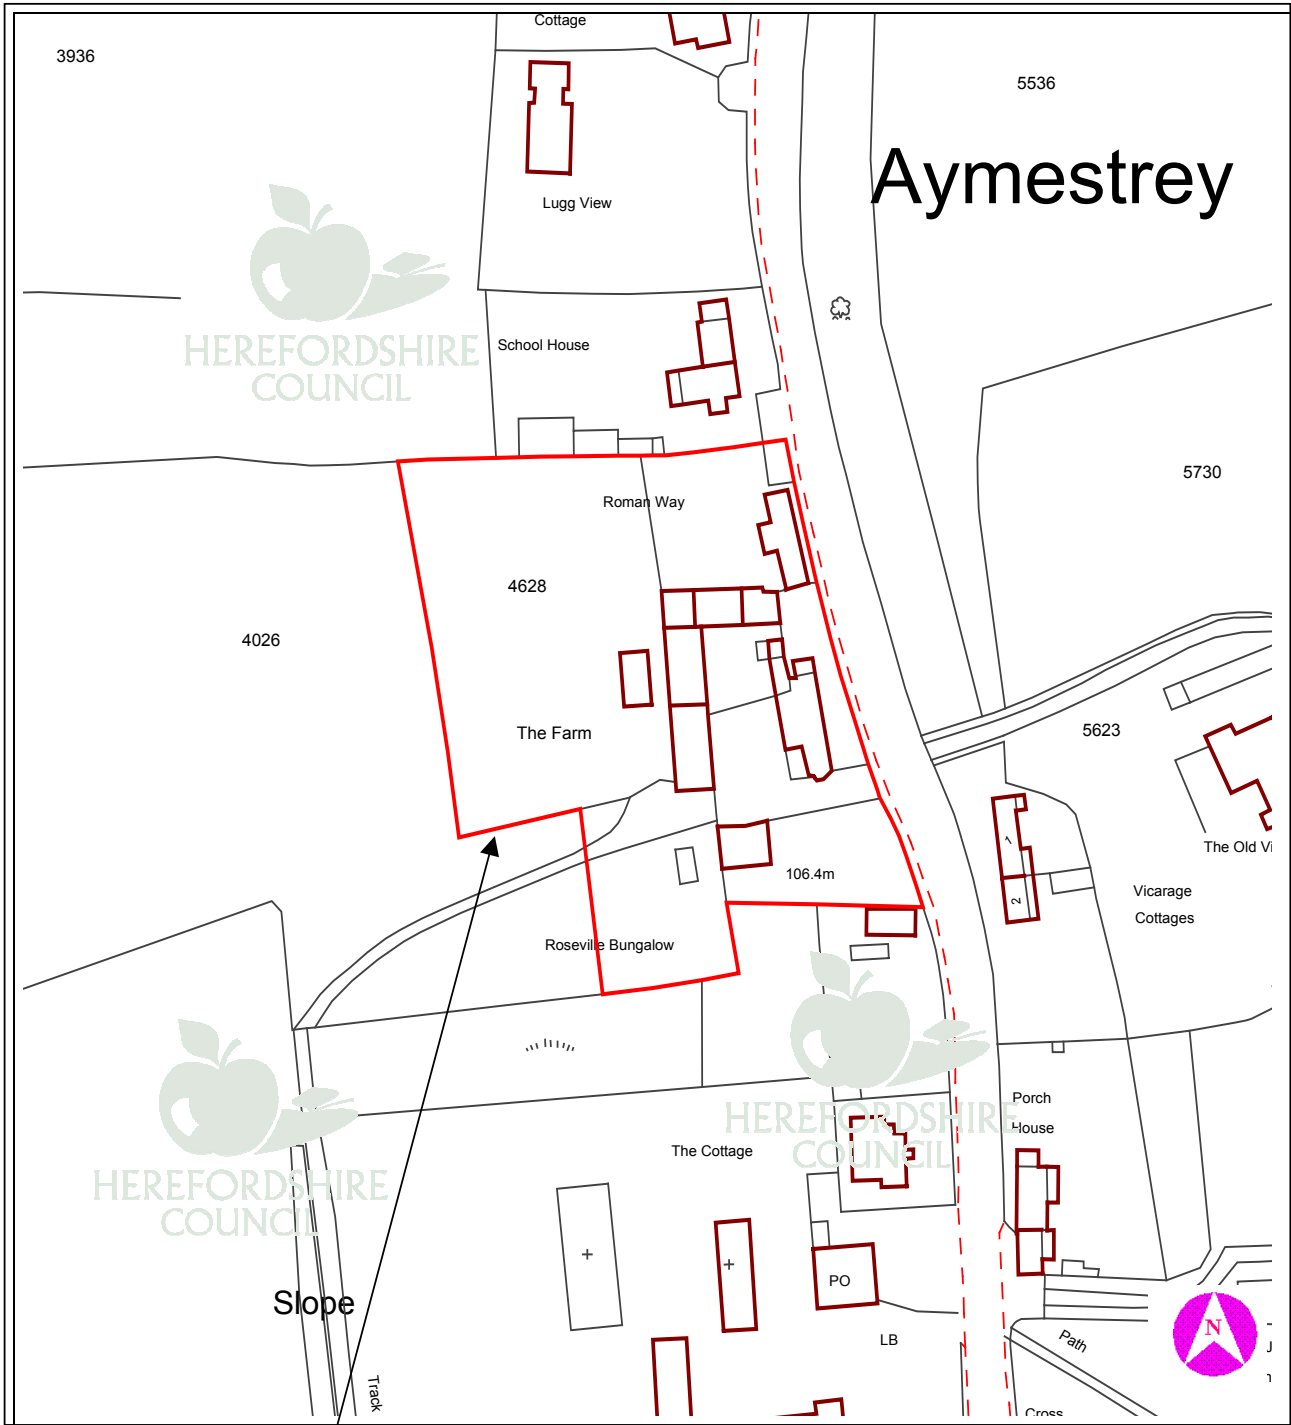 Cottage
3936
5536
Aymestrey
Lugg View
HEREFORDSHIRE
COUNCIL
School House
5730
Roman Way
4628
4026
The Farm
5623
1
The Old Vi
106.4m
2
Vicarage
Cottages
Roseville Bungalow
Porch
House
HEREFORDSHIRE
COUNCIL
The Cottage
HEREFORDSHIRE
COUNCIL
PO
Slope
N
LB
Path
Track
Cross